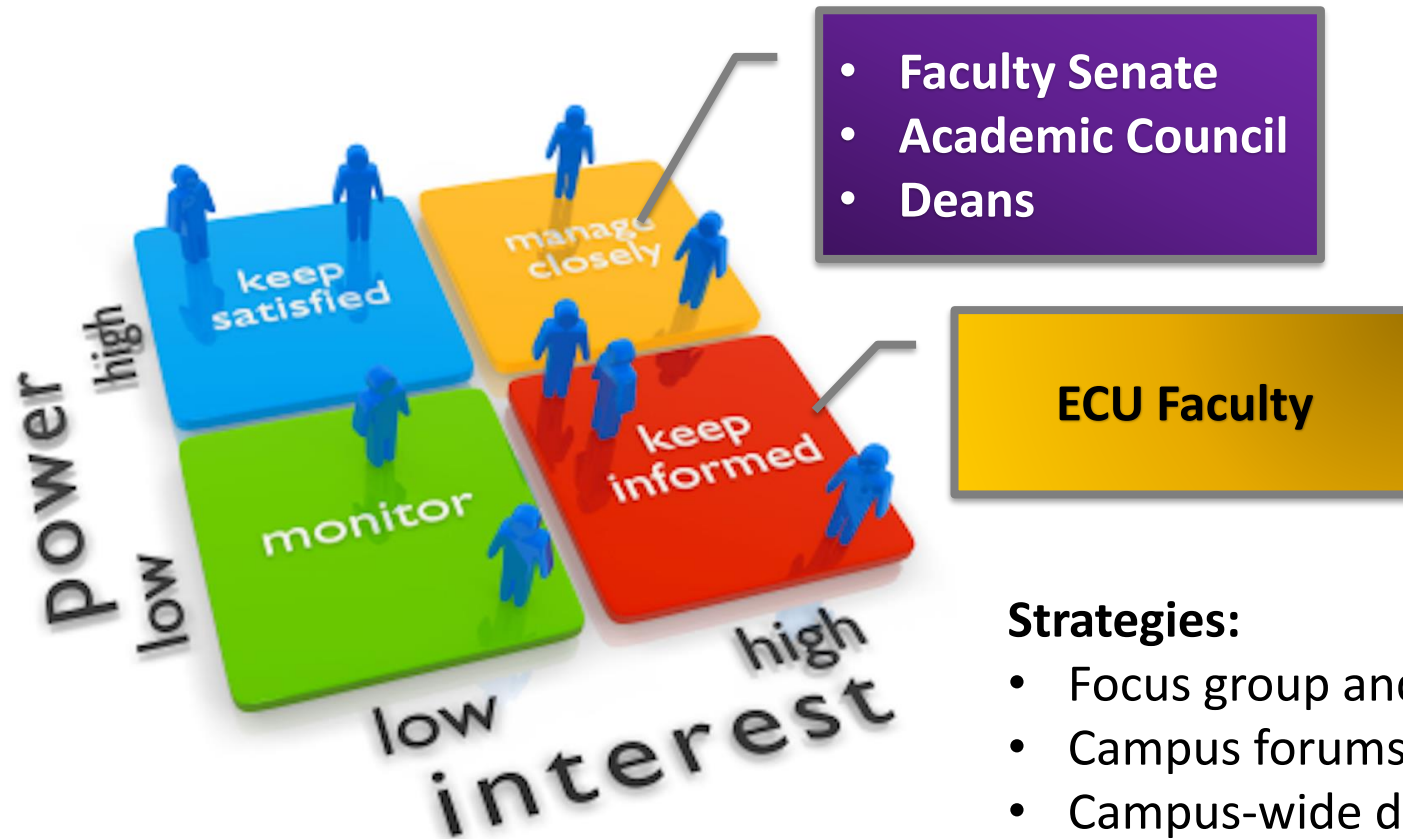 • Faculty Senate
• Academic Council
• Deans
keep
satisfied
manage
closely
high
power
low
monitor
keep
informed
ECU Faculty
low
high
interest
Strategies:
• Focus group
• Campus forums
• Campus-wide